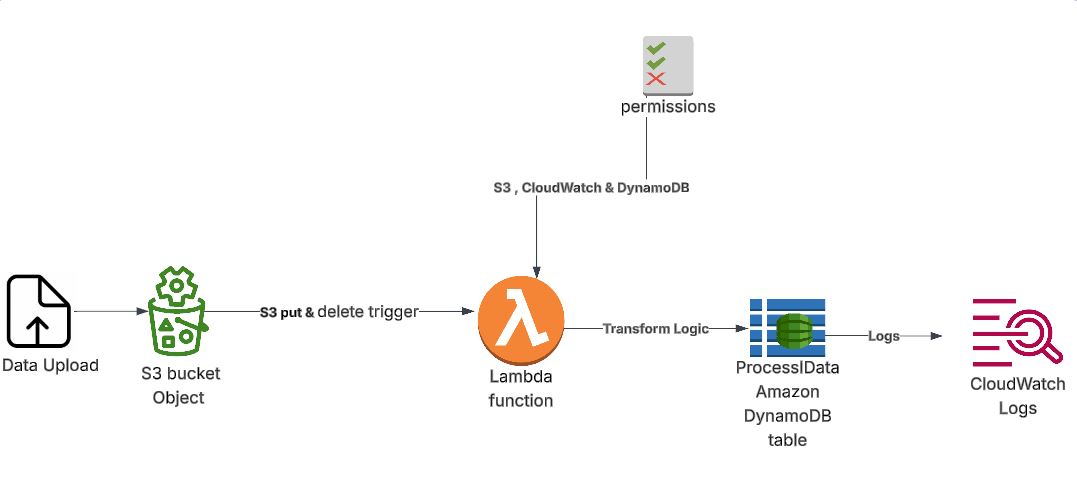 permissions
S3 , CloudWatch & DynamoDB
Data Upload
S3 bucket
Object
S3 put & delete trigger
Lambda
function
Transform Logic
ProcesslData
Amazon
DynamoDB
table
Logs
CloudWatch
Logs